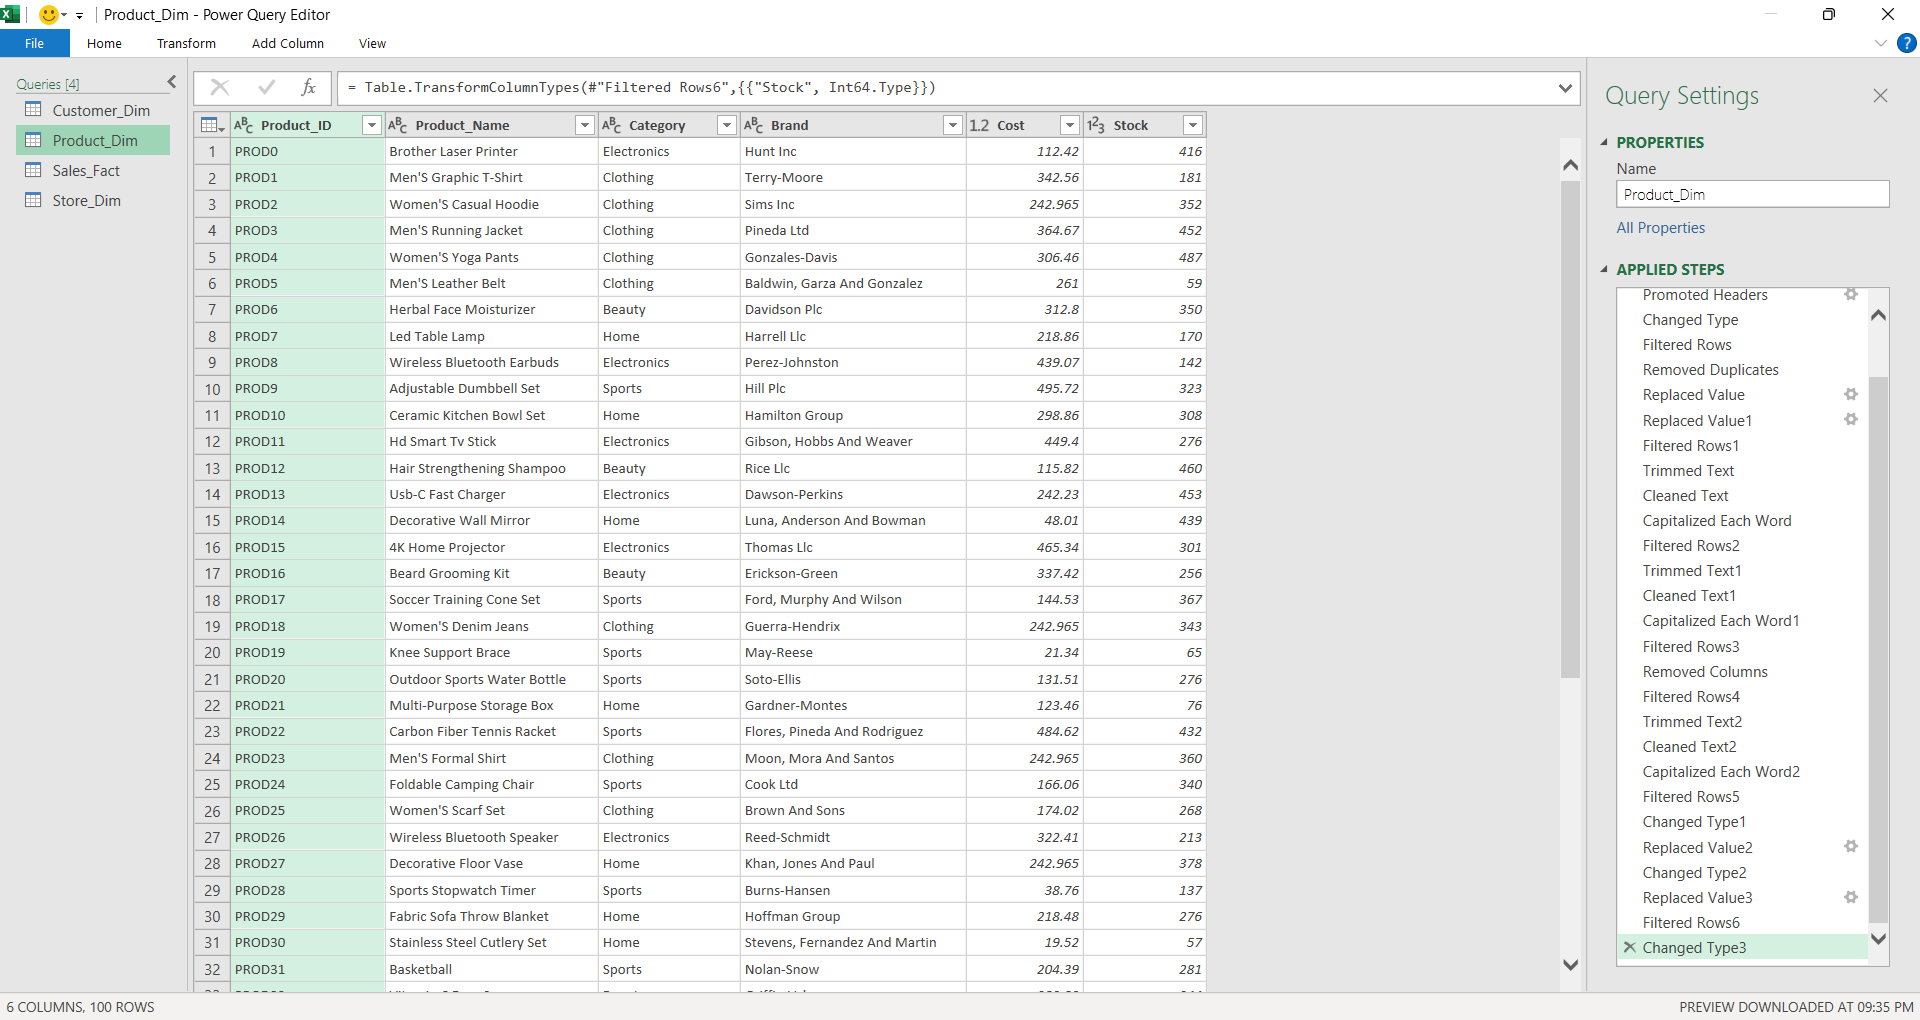 Product_Dim - Power Query Editor
File Home Transform Add Column View
Queries [4]
Customer_Dim
Product_Dim
Sales_Fact
Store_Dim
fx = Table.TransformColumnTypes(#"Filtered Rows6",{{"Stock", Int64.Type}})
ABC Product_ID ABC Product_Name ABC Category ABC Brand 1.2 Cost 123 Stock
1 PROD0 Brother Laser Printer Electronics Hunt Inc 112.42 416
2 PROD1 Men'S Graphic T-Shirt Clothing Terry-Moore 342.56 181
3 PROD2 Women'S Casual Hoodie Clothing Sims Inc 242.965 352
4 PROD3 Men'S Running Jacket Clothing Pineda Ltd 364.67 452
5 PROD4 Women'S Yoga Pants Clothing Gonzales-Davis 306.46 487
6 PROD5 Men'S Leather Belt Clothing Baldwin, Garza And Gonzalez 261 59
7 PROD6 Herbal Face Moisturizer Beauty Davidson Plc 312.8 350
8 PROD7 Led Table Lamp Home Harrell Llc 218.86 170
9 PROD8 Wireless Bluetooth Earbuds Electronics Perez-Johnston 439.07 142
10 PROD9 Adjustable Dumbbell Set Sports Hill Plc 495.72 323
11 PROD10 Ceramic Kitchen Bowl Set Home Hamilton Group 298.86 308
12 PROD11 Hd Smart Tv Stick Electronics Gibson, Hobbs And Weaver 449.4 276
13 PROD12 Hair Strengthening Shampoo Beauty Rice Llc 115.82 460
14 PROD13 Usb-C Fast Charger Electronics Dawson-Perkins 242.23 453
15 PROD14 Decorative Wall Mirror Home Luna, Anderson And Bowman 48.01 439
16 PROD15 4K Home Projector Electronics Thomas Llc 465.34 301
17 PROD16 Beard Grooming Kit Beauty Erickson-Green 337.42 256
18 PROD17 Soccer Training Cone Set Sports Ford, Murphy And Wilson 144.53 367
19 PROD18 Women'S Denim Jeans Clothing Guerra-Hendrix 242.965 343
20 PROD19 Knee Support Brace Sports May-Reese 21.34 65
21 PROD20 Outdoor Sports Water Bottle Sports Soto-Ellis 131.51 276
22 PROD21 Multi-Purpose Storage Box Home Gardner-Montes 123.46 76
23 PROD22 Carbon Fiber Tennis Racket Sports Flores, Pineda And Rodriguez 484.62 432
24 PROD23 Men'S Formal Shirt Clothing Moon, Mora And Santos 242.965 360
25 PROD24 Foldable Camping Chair Sports Cook Ltd 166.06 340
26 PROD25 Women'S Scarf Set Clothing Brown And Sons 174.02 268
27 PROD26 Wireless Bluetooth Speaker Electronics Reed-Schmidt 322.41 213
28 PROD27 Decorative Floor Vase Home Khan, Jones And Paul 242.965 378
29 PROD28 Sports Stopwatch Timer Sports Burns-Hansen 38.76 137
30 PROD29 Fabric Sofa Throw Blanket Home Hoffman Group 218.48 276
31 PROD30 Stainless Steel Cutlery Set Home Stevens, Fernandez And Martin 19.52 57
32 PROD31 Basketball Sports Nolan-Snow 204.39 281
Query Settings
PROPERTIES
Name
Product_Dim
All Properties
APPLIED STEPS
Promoted Headers
Changed Type
Filtered Rows
Removed Duplicates
Replaced Value
Replaced Value1
Filtered Rows1
Trimmed Text
Cleaned Text
Capitalized Each Word
Filtered Rows2
Trimmed Text1
Cleaned Text1
Capitalized Each Word1
Filtered Rows3
Removed Columns
Filtered Rows4
Trimmed Text2
Cleaned Text2
Capitalized Each Word2
Filtered Rows5
Changed Type1
Replaced Value2
Changed Type2
Replaced Value3
Filtered Rows6
Changed Type3
6 COLUMNS, 100 ROWS
PREVIEW DOWNLOADED AT 09:35 PM